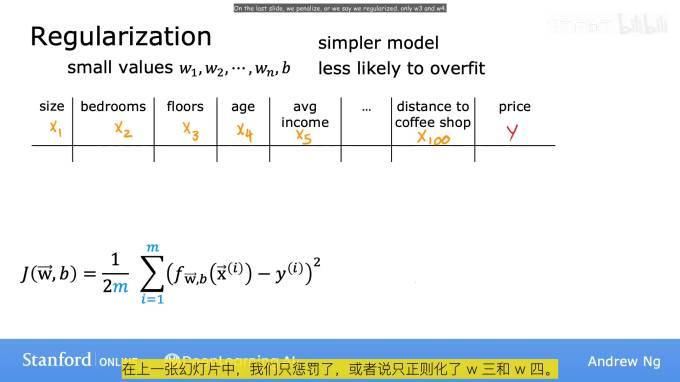 On the last slide, we penalize, or we say we regularized, only w3 and w4,
bilibili
Regularization
simpler model
small values w₁, w₂, ⋯, wₙ, b
less likely to overfit
size bedrooms floors age avg income … distance to coffee shop price
x₁ x₂ x₃ x₄ x₅ x₁₀₀ y
J(w⃗, b) = 1/2m ∑ᵢ₌₁ᵐ (f_w⃗,b(x⃗⁽ⁱ⁾) − y⁽ⁱ⁾)²
Stanford ONLINE Andrew Ng
在上一张幻灯片中，我们只惩罚了，或者说只正则化了 w 三和 w 四。